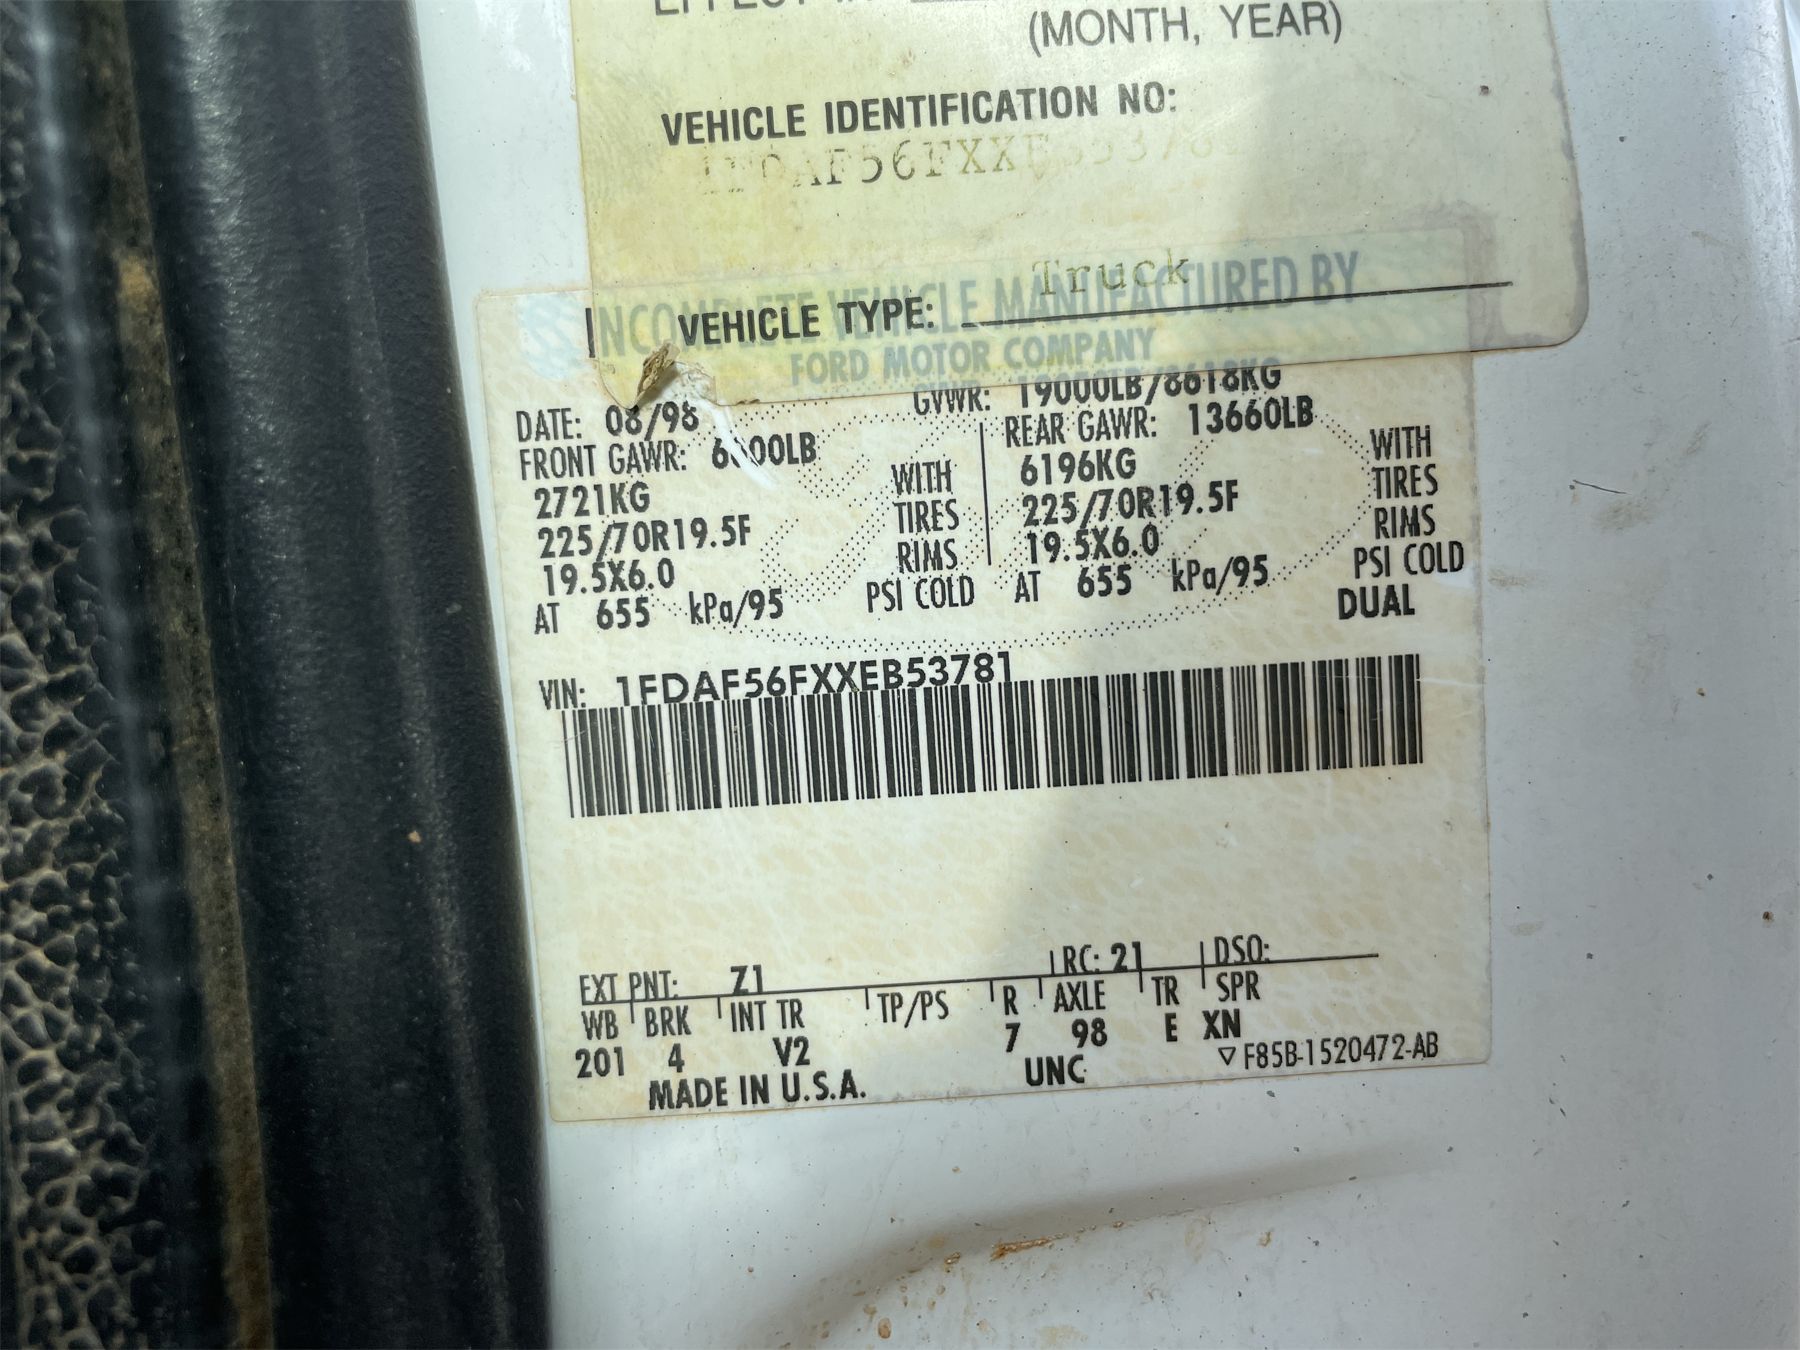 (MONTH, YEAR)
VEHICLE IDENTIFICATION NO:
VEHICLE TYPE: Truck
INCOMPLETE VEHICLE MANUFACTURED BY
FORD MOTOR COMPANY
DATE: 08/98 GVWR: 19000LB/8618KG
FRONT GAWR: 6000LB REAR GAWR: 13660LB
2721KG WITH 6196KG WITH
225/70R19.5F TIRES 225/70R19.5F TIRES
19.5X6.0 RIMS 19.5X6.0 RIMS
AT 655 kPa/95 PSI COLD AT 655 kPa/95 PSI COLD
DUAL
VIN: 1FDAF56FXXEB53781
EXT PNT: Z1 RC: 21 DSO:
WB BRK INT TR TP/PS R AXLE TR SPR
201 4 V2 7 98 E XN
MADE IN U.S.A. UNC ▽F85B-1520472-AB